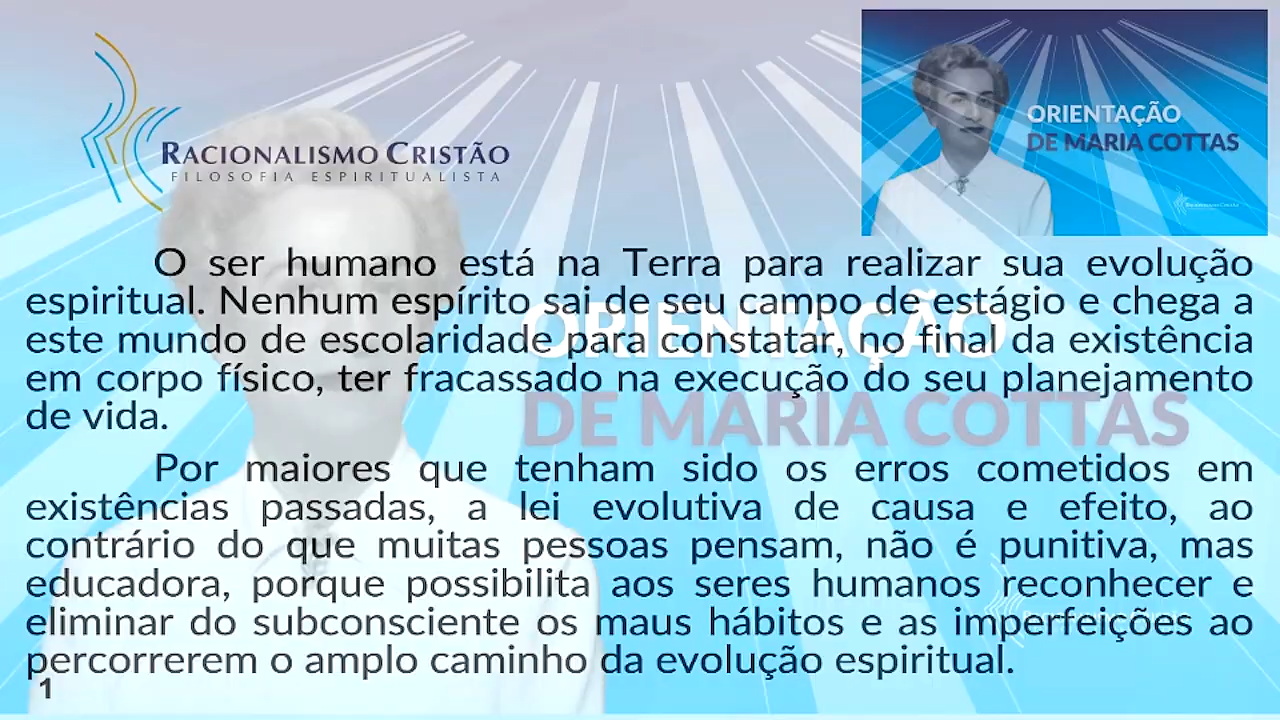 RACIONALISMO CRISTÃO
FILOSOFIA ESPIRITUALISTA
ORIENTAÇÃO
DE MARIA COTTAS
O ser humano está na Terra para realizar sua evolução
espiritual. Nenhum espírito sai de seu campo de estágio e chega a
este mundo de escolaridade para constatar, no final da existência
em corpo físico, ter fracassado na execução do seu planejamento
de vida.
Por maiores que tenham sido os erros cometidos em
existências passadas, a lei evolutiva de causa e efeito, ao
contrário do que muitas pessoas pensam, não é punitiva, mas
educadora, porque possibilita aos seres humanos reconhecer e
eliminar do subconsciente os maus hábitos e as imperfeições ao
percorrerem o amplo caminho da evolução espiritual.
ORIENTAÇÃO
DE MARIA COTTAS
1